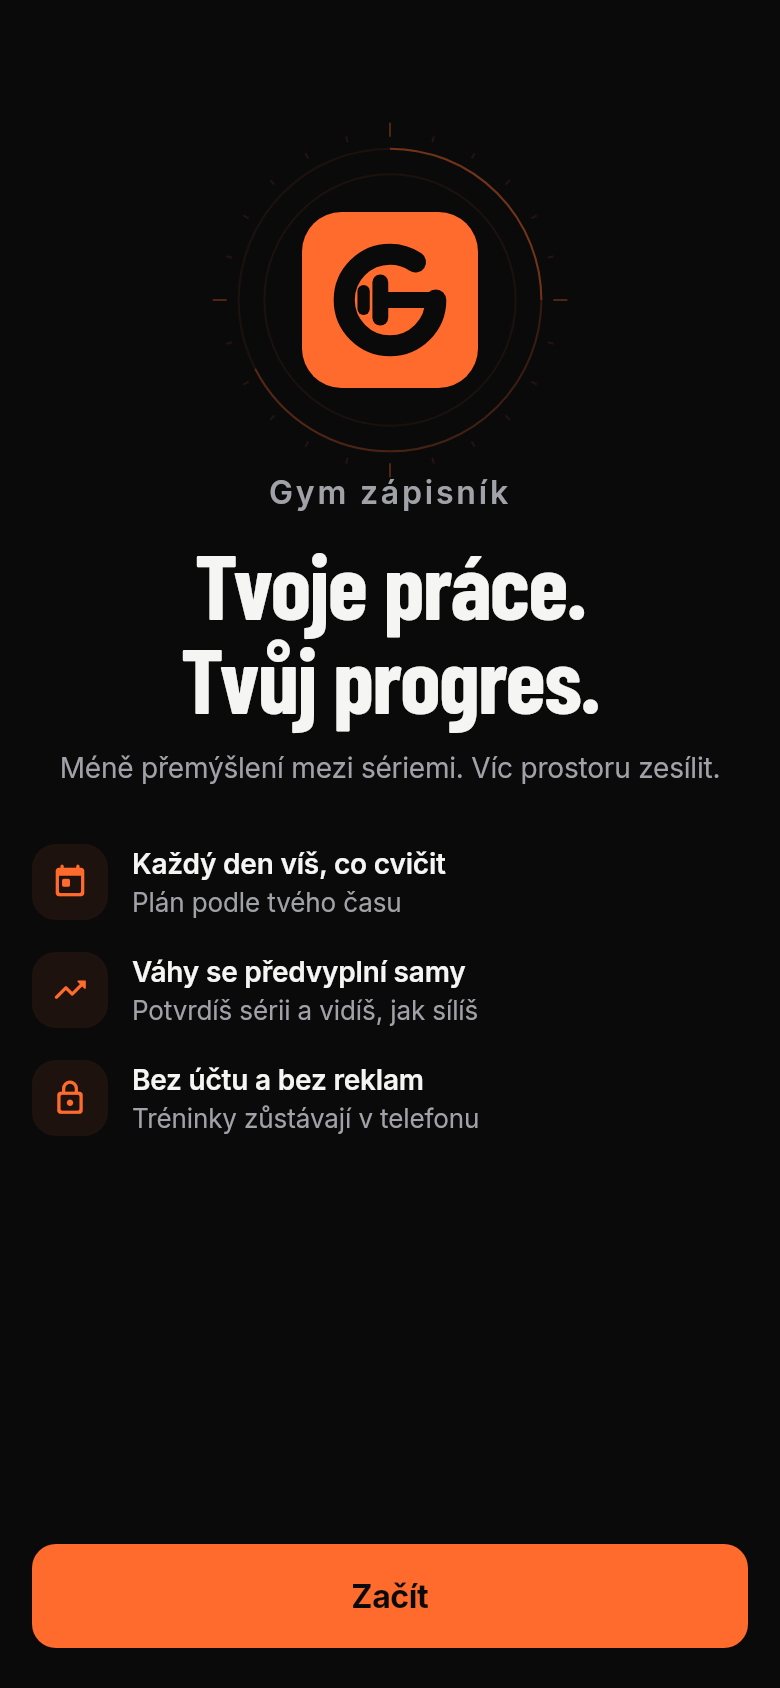 Gym zápisník
Tvoje práce.
Tvůj progres.
Méně přemýšlení mezi sériemi. Víc prostoru zesílit.
Každý den víš, co cvičit
Plán podle tvého času
Váhy se předvyplní samy
Potvrdíš sérii a vidíš, jak sílíš
Bez účtu a bez reklam
Tréninky zůstávají v telefonu
Začít